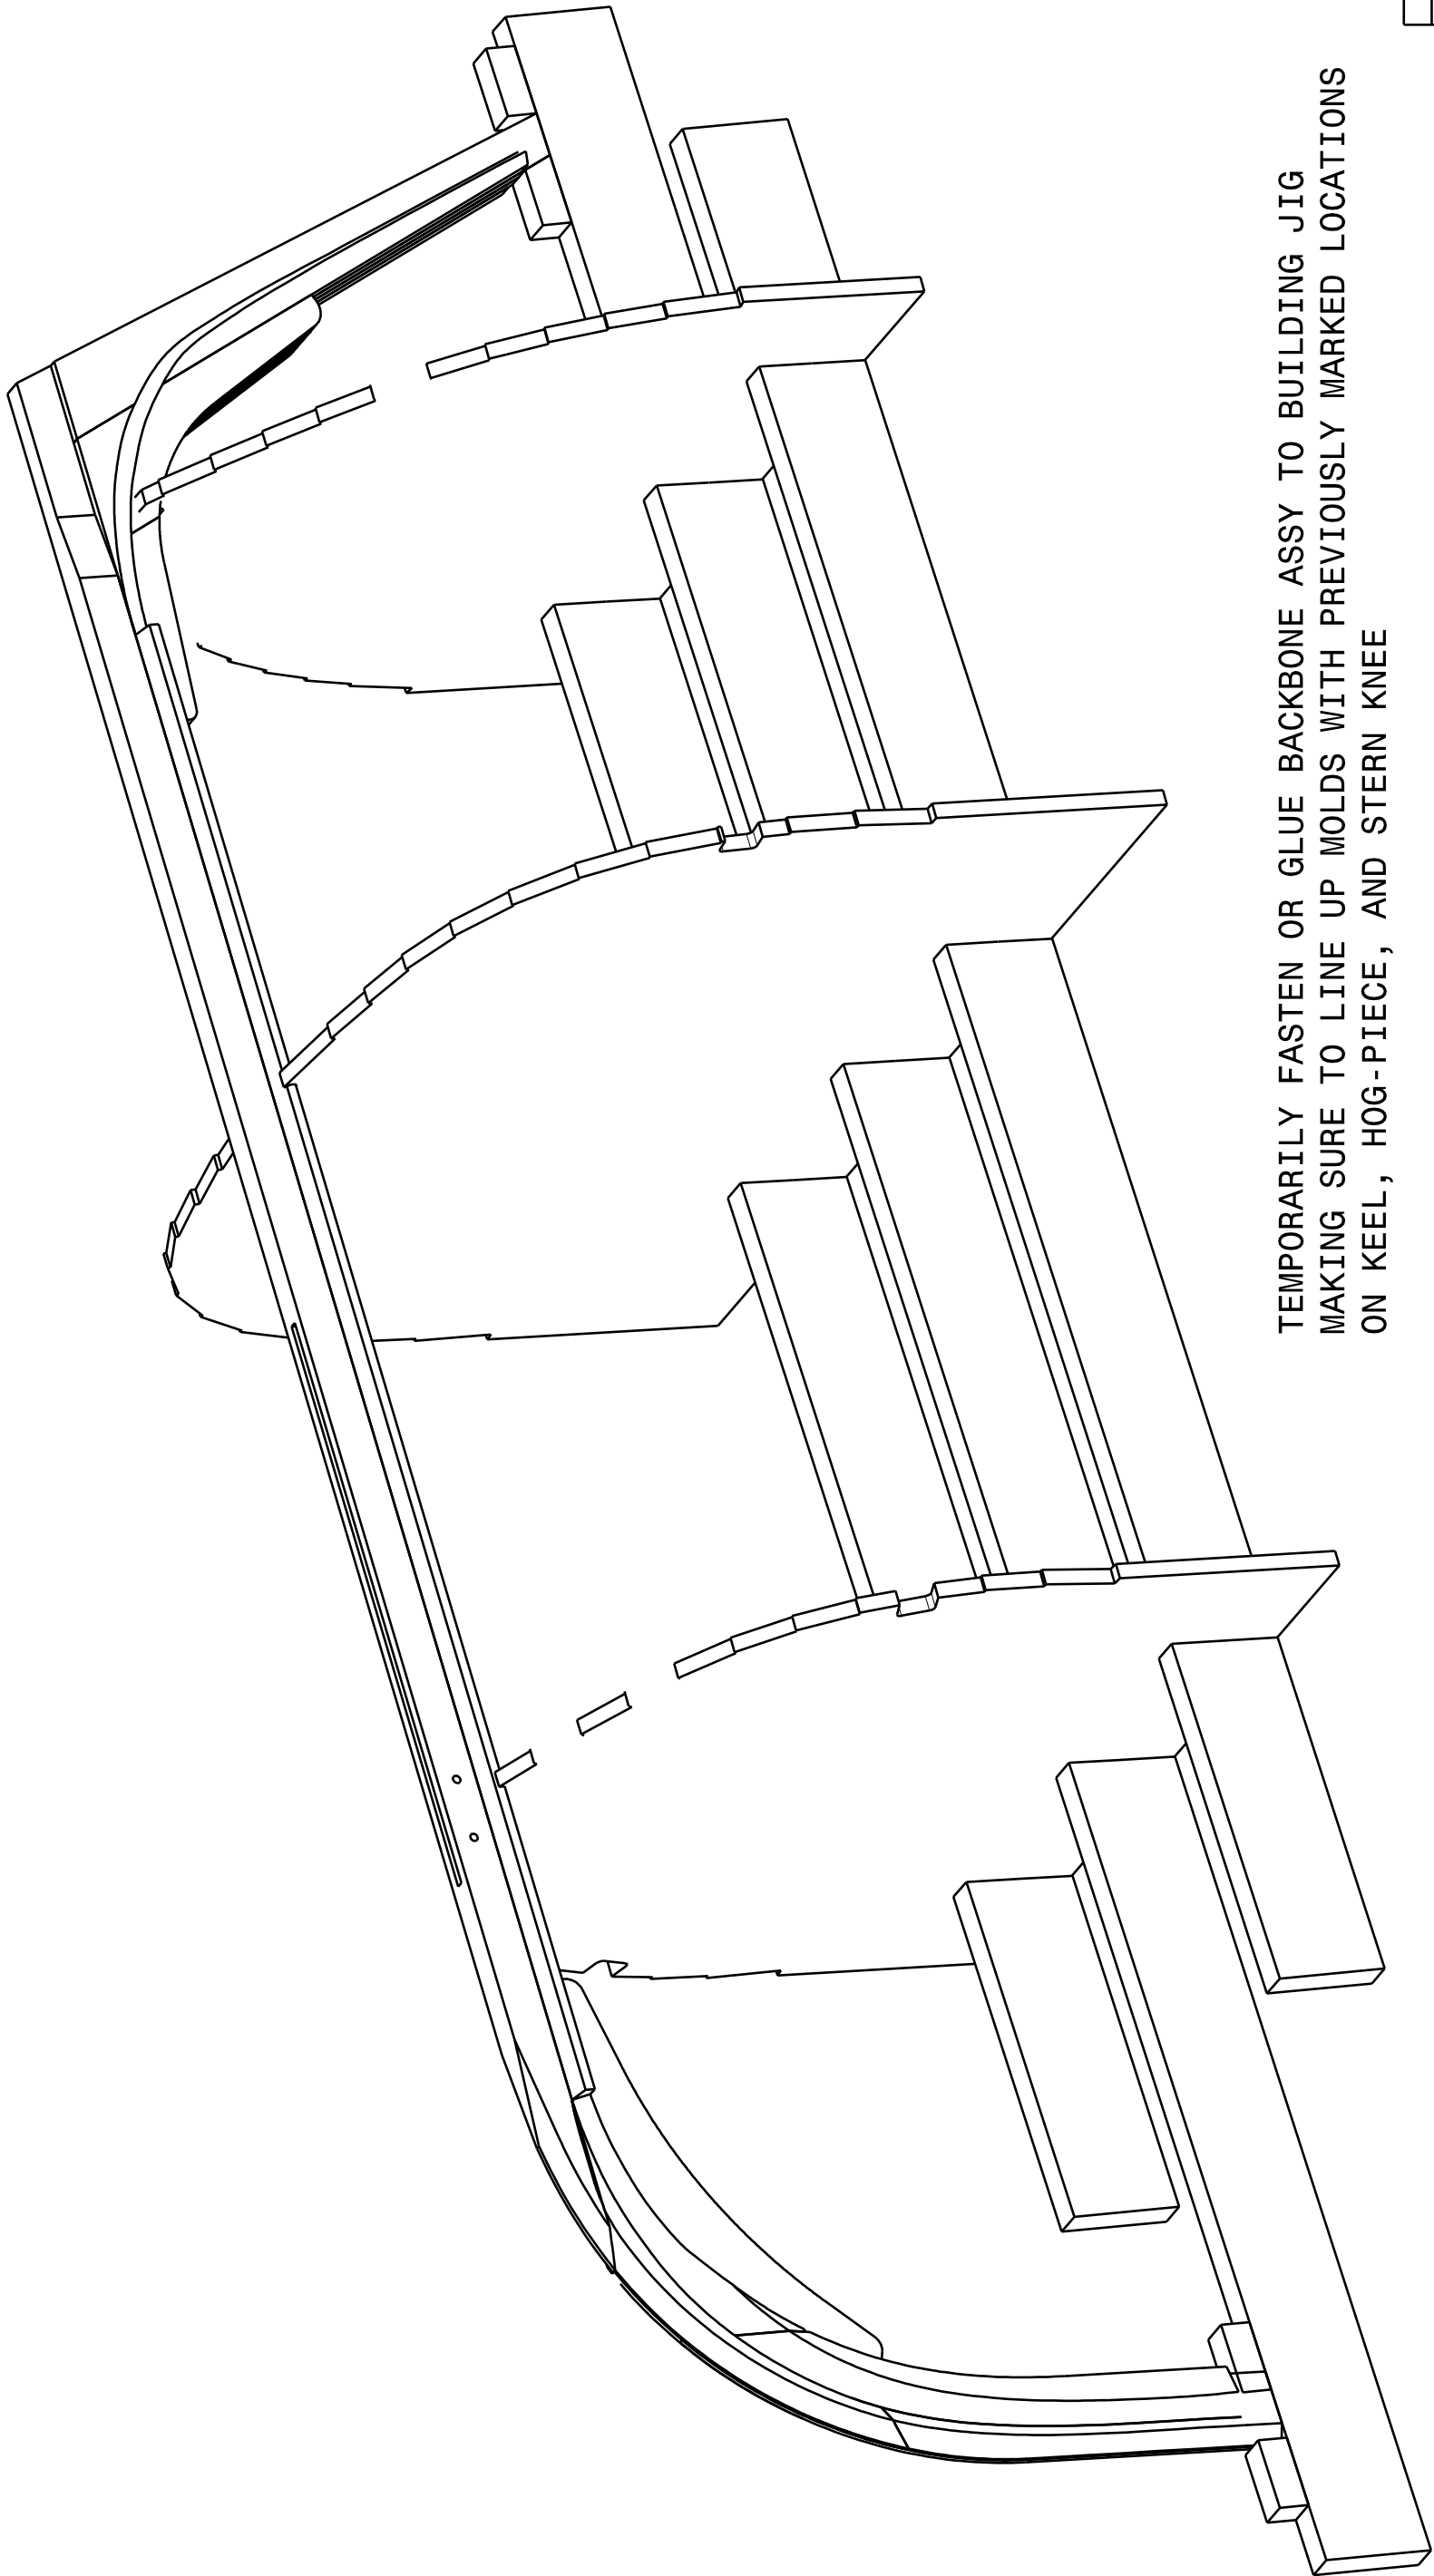 TEMPORARILY FASTEN OR GLUE BACKBONE ASSY TO BUILDING JIG
MAKING SURE TO LINE UP MOLDS WITH PREVIOUSLY MARKED LOCATIONS
ON KEEL, HOG-PIECE, AND STERN KNEE